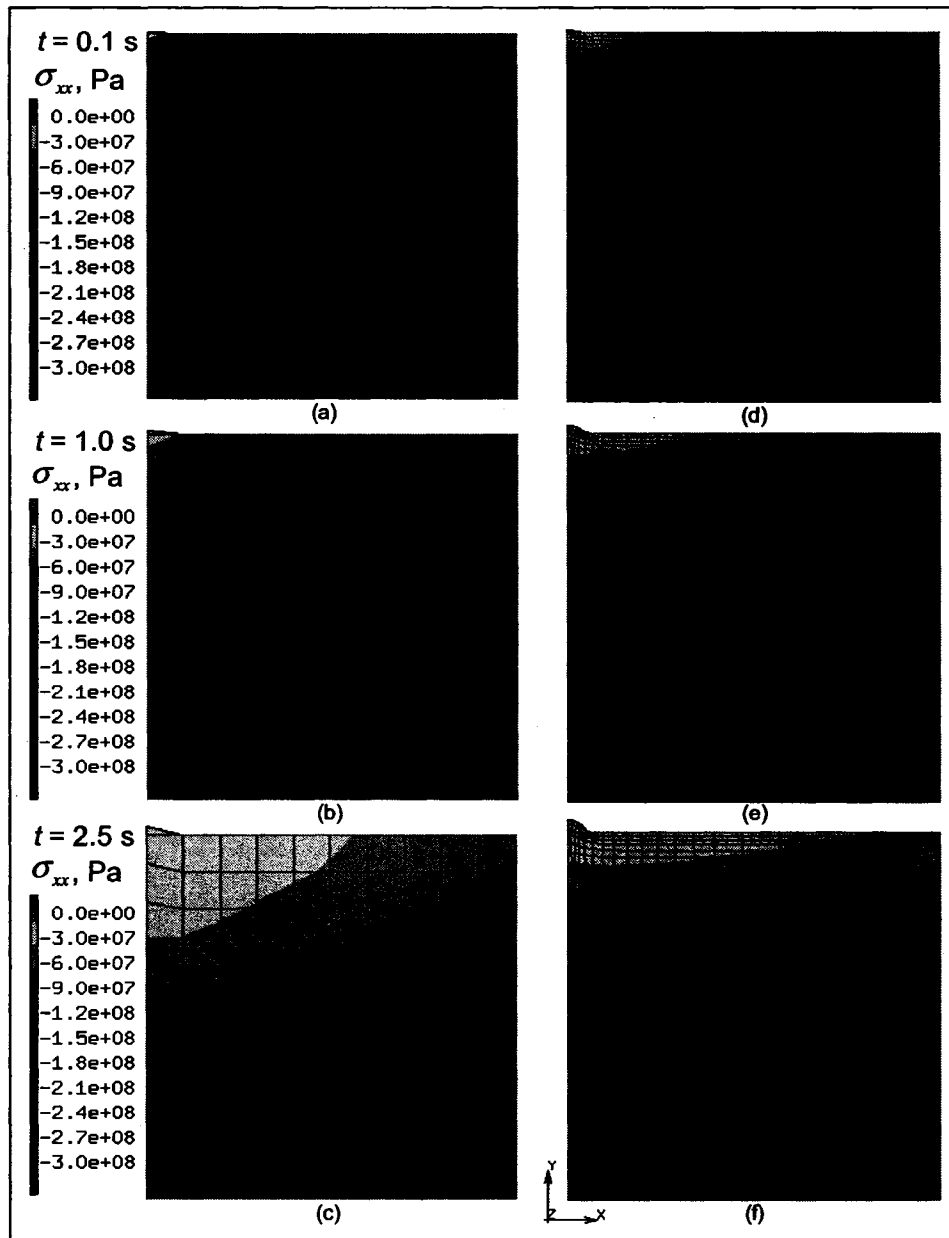 t = 0.1 s
σxx, Pa
0.0e+00
-3.0e+07
-6.0e+07
-9.0e+07
-1.2e+08
-1.5e+08
-1.8e+08
-2.1e+08
-2.4e+08
-2.7e+08
-3.0e+08
(a)
(d)
t = 1.0 s
σxx, Pa
0.0e+00
-3.0e+07
-6.0e+07
-9.0e+07
-1.2e+08
-1.5e+08
-1.8e+08
-2.1e+08
-2.4e+08
-2.7e+08
-3.0e+08
(b)
(e)
t = 2.5 s
σxx, Pa
0.0e+00
-3.0e+07
-6.0e+07
-9.0e+07
-1.2e+08
-1.5e+08
-1.8e+08
-2.1e+08
-2.4e+08
-2.7e+08
-3.0e+08
(c)
Y
Z X
(f)